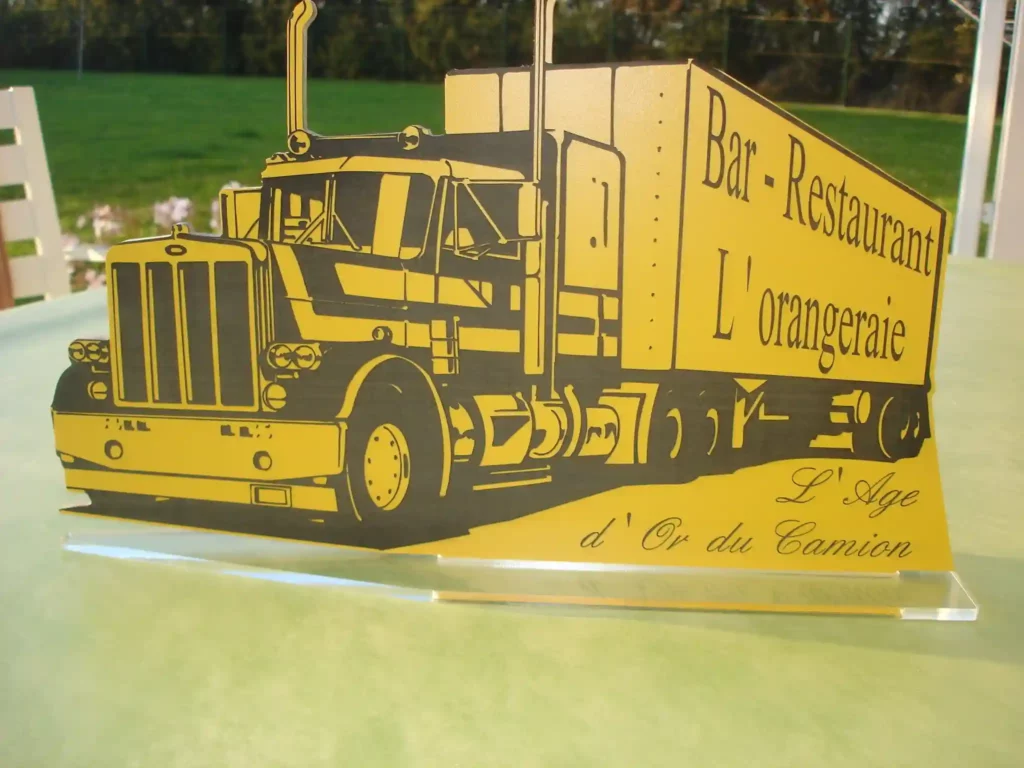 Bar - Restaurant
L' orangeraie
L' Age
d' Or du Camion